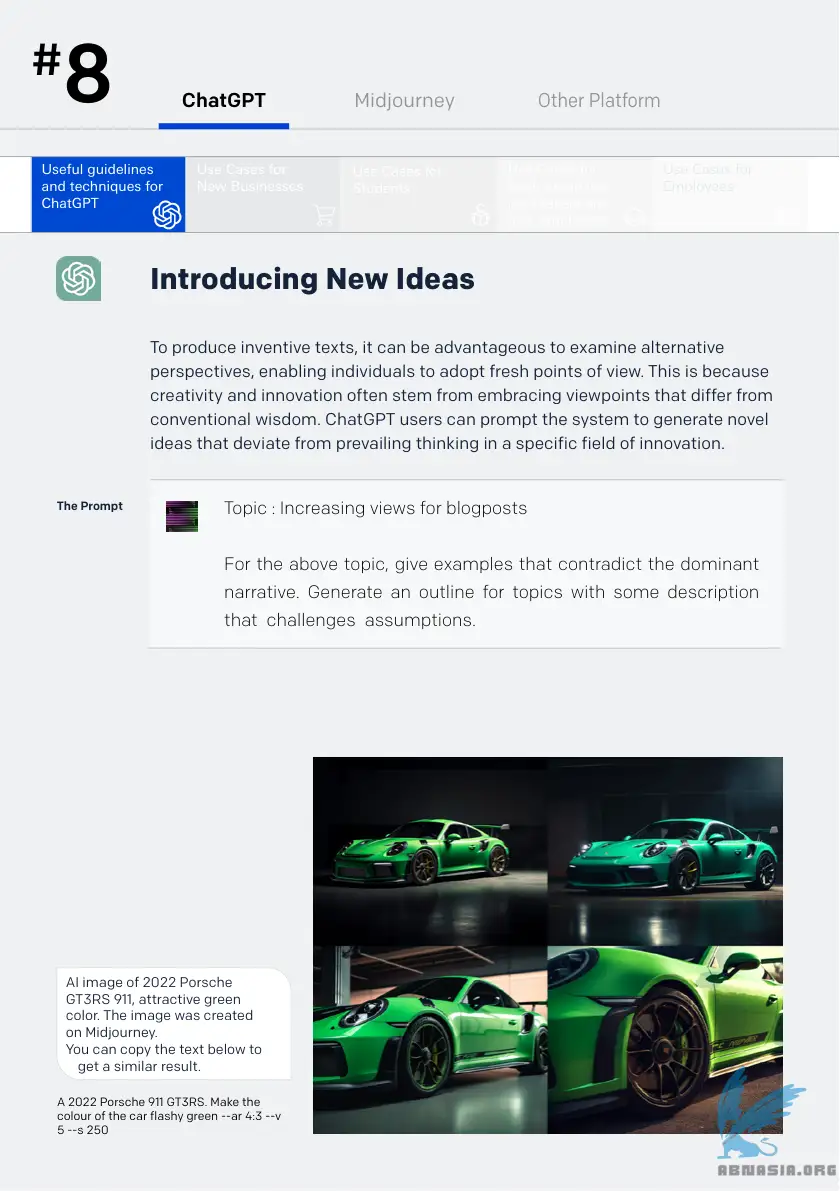 #8
ChatGPT
Midjourney
Other Platform
Useful guidelines
and techniques for
ChatGPT
Use Cases for
New Businesses
Use Cases for
Students
Use Cases for
Employees
Introducing New Ideas
To produce inventive texts, it can be advantageous to examine alternative
perspectives, enabling individuals to adopt fresh points of view. This is because
creativity and innovation often stem from embracing viewpoints that differ from
conventional wisdom. ChatGPT users can prompt the system to generate novel
ideas that deviate from prevailing thinking in a specific field of innovation.
The Prompt
Topic : Increasing views for blogposts
For the above topic, give examples that contradict the dominant
narrative. Generate an outline for topics with some description
that challenges assumptions.
AI image of 2022 Porsche
GT3RS 911, attractive green
color. The image was created
on Midjourney.
You can copy the text below to
get a similar result.
A 2022 Porsche 911 GT3RS. Make the
colour of the car flashy green --ar 4:3 --v
5 --s 250
ABNASIA.ORG